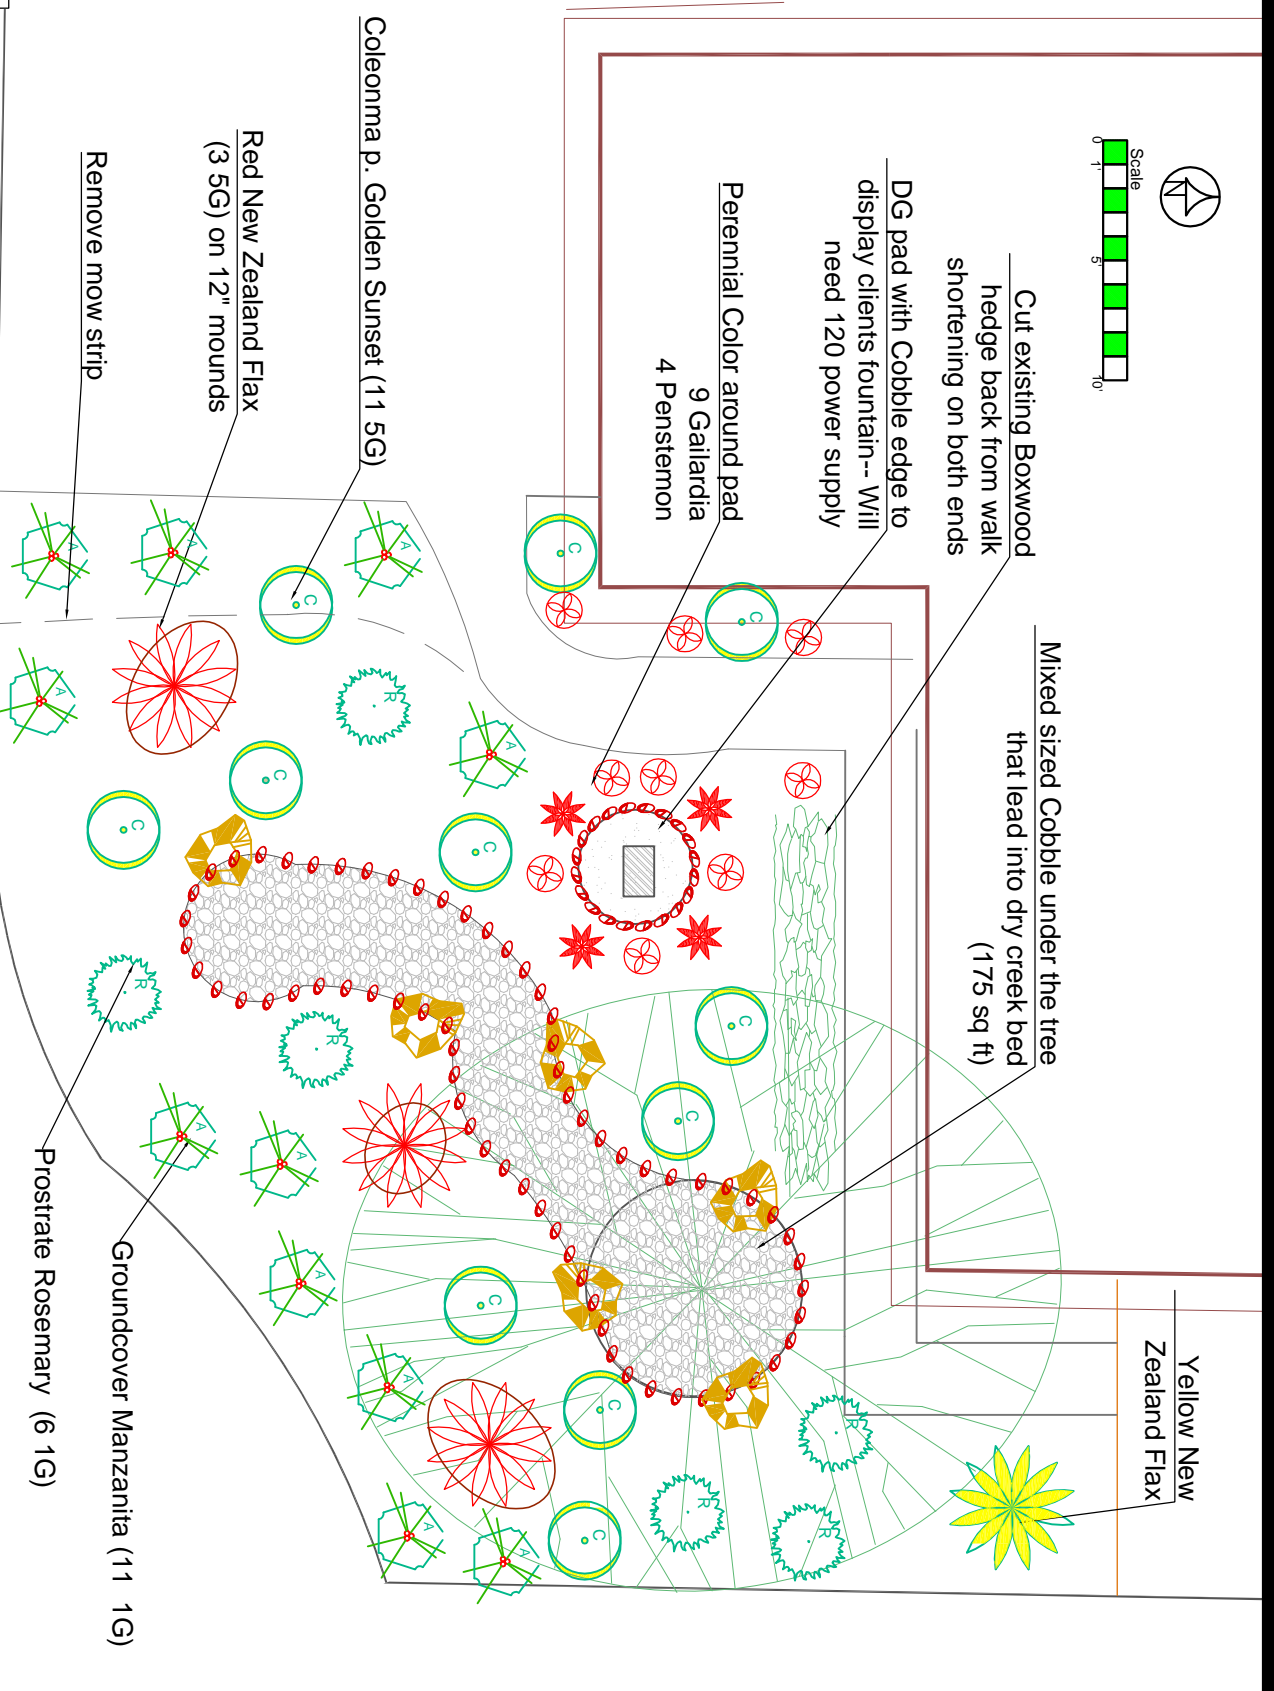 N
Scale
0
1'
5'
10'
Cut existing Boxwood
hedge back from walk
shortening on both ends
Mixed sized Cobble under the tree
that lead into dry creek bed
(175 sq ft)
Yellow New
Zealand Flax
DG pad with Cobble edge to
display clients fountain-- Will
need 120 power supply
Perennial Color around pad
9 Gailardia
4 Penstemon
Coleonma p. Golden Sunset (11 5G)
Red New Zealand Flax
(3 5G) on 12" mounds
Remove mow strip
Groundcover Manzanita (11 1G)
Prostrate Rosemary (6 1G)
C
C
C
C
C
C
C
C
C
C
C
R
R
R
R
R
R
A
A
A
A
A
A
A
A
A
A
A